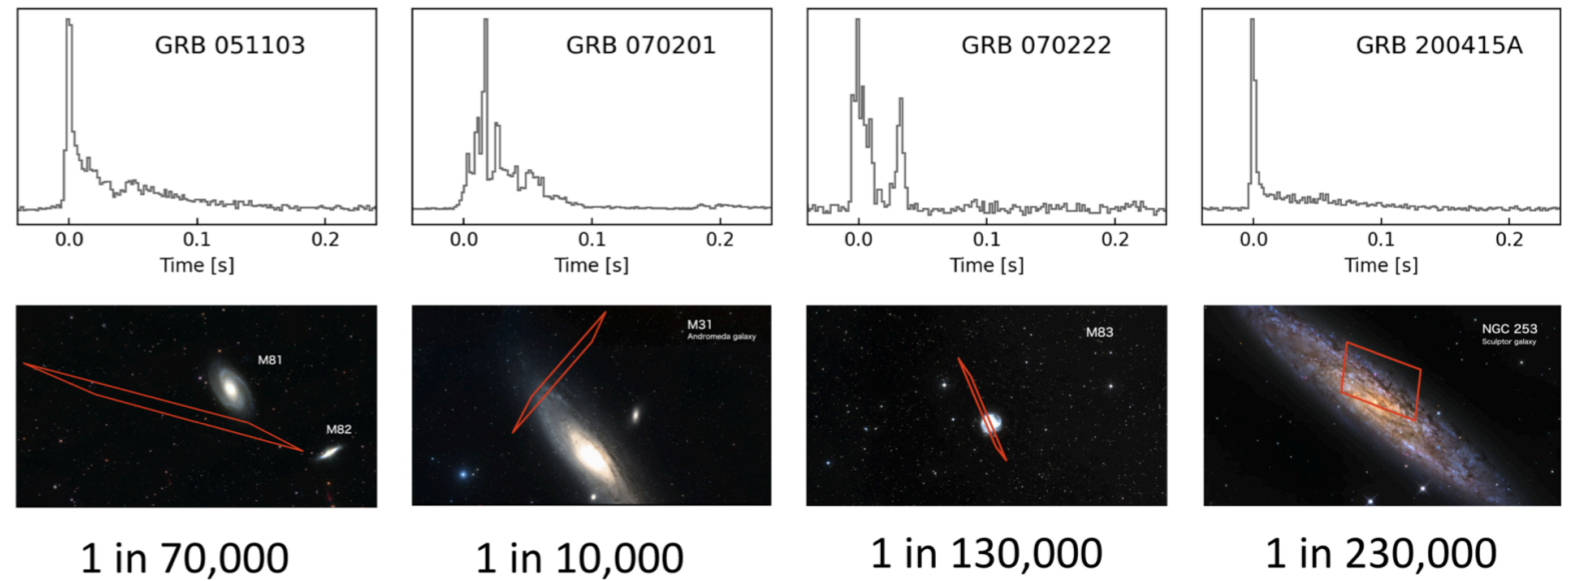 GRB 051103
GRB 070201
GRB 070222
GRB 200415A
0.0 0.1 0.2
0.0 0.1 0.2
0.0 0.1 0.2
0.0 0.1 0.2
Time [s]
Time [s]
Time [s]
Time [s]
M81
M82
M31
Andromeda galaxy
M83
NGC 253
Sculptor galaxy
1 in 70,000
1 in 10,000
1 in 130,000
1 in 230,000